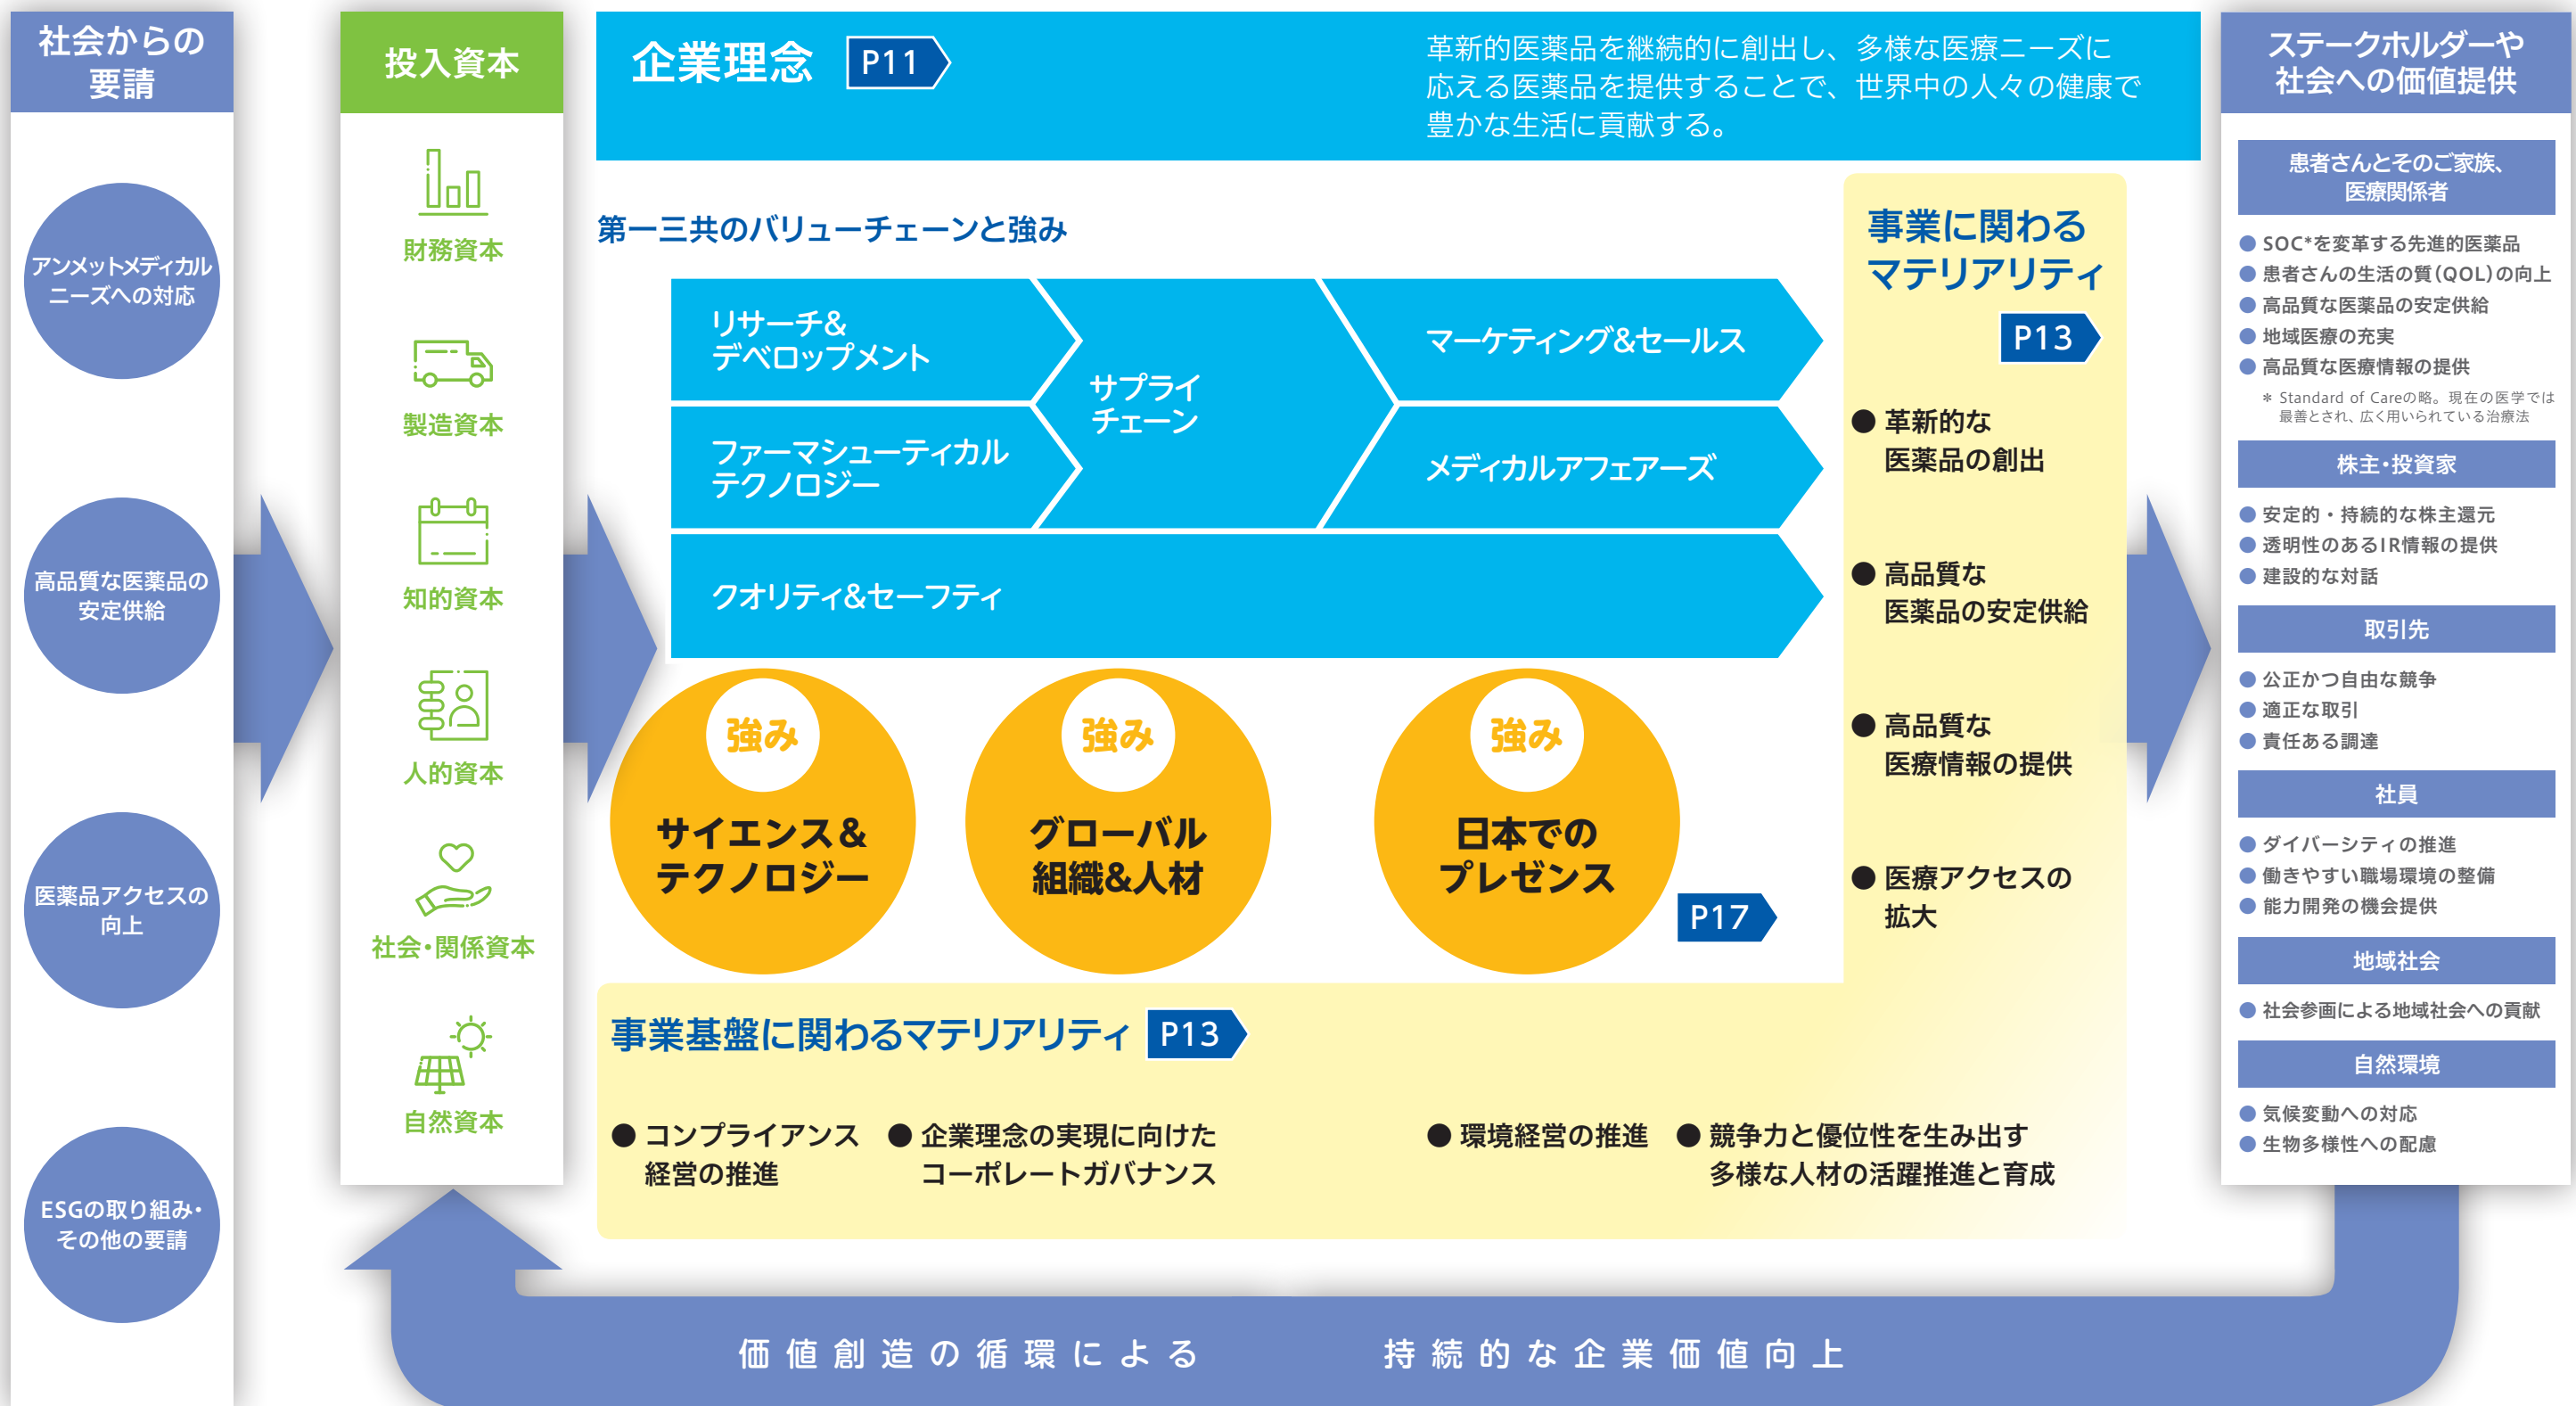 社会からの
要請
アンメットメディカル
ニーズへの対応
高品質な医薬品の
安定供給
医薬品アクセスの
向上
ESGの取り組み・
その他の要請
投入資本
財務資本
製造資本
知的資本
人的資本
社会・関係資本
自然資本
企業理念 P11
革新的医薬品を継続的に創出し、多様な医療ニーズに
応える医薬品を提供することで、世界中の人々の健康で
豊かな生活に貢献する。
第一三共のバリューチェーンと強み
リサーチ&
デベロップメント
ファーマシューティカル
テクノロジー
サプライ
チェーン
マーケティング&セールス
メディカルアフェアーズ
クオリティ&セーフティ
強み
サイエンス&
テクノロジー
強み
グローバル
組織&人材
強み
日本での
プレゼンス
P17
事業に関わる
マテリアリティ
P13
● 革新的な
医薬品の創出
● 高品質な
医薬品の安定供給
● 高品質な
医療情報の提供
● 医療アクセスの
拡大
事業基盤に関わるマテリアリティ P13
● コンプライアンス
経営の推進
● 企業理念の実現に向けた
コーポレートガバナンス
● 環境経営の推進
● 競争力と優位性を生み出す
多様な人材の活躍推進と育成
ステークホルダーや
社会への価値提供
患者さんとそのご家族、
医療関係者
● SOC*を変革する先進的医薬品
● 患者さんの生活の質（QOL）の向上
● 高品質な医薬品の安定供給
● 地域医療の充実
● 高品質な医療情報の提供
* Standard of Careの略。現在の医学では
最善とされ、広く用いられている治療法
株主・投資家
● 安定的・持続的な株主還元
● 透明性のあるIR情報の提供
● 建設的な対話
取引先
● 公正かつ自由な競争
● 適正な取引
● 責任ある調達
社員
● ダイバーシティの推進
● 働きやすい職場環境の整備
● 能力開発の機会提供
地域社会
● 社会参画による地域社会への貢献
自然環境
● 気候変動への対応
● 生物多様性への配慮
価値創造の循環による 持続的な企業価値向上